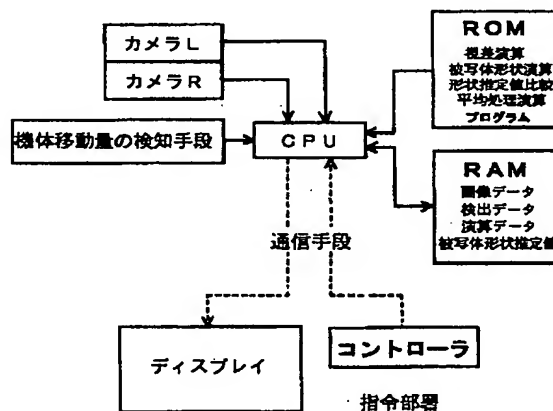 カメラL
カメラR
機体移動量の検知手段
CPU
ROM
視差演算
被写体形状演算
形状推定値比較
平均処理演算
プログラム
RAM
画像データ
検出データ
演算データ
被写体形状推定値
通信手段
ディスプレイ
コントローラ
指令部署